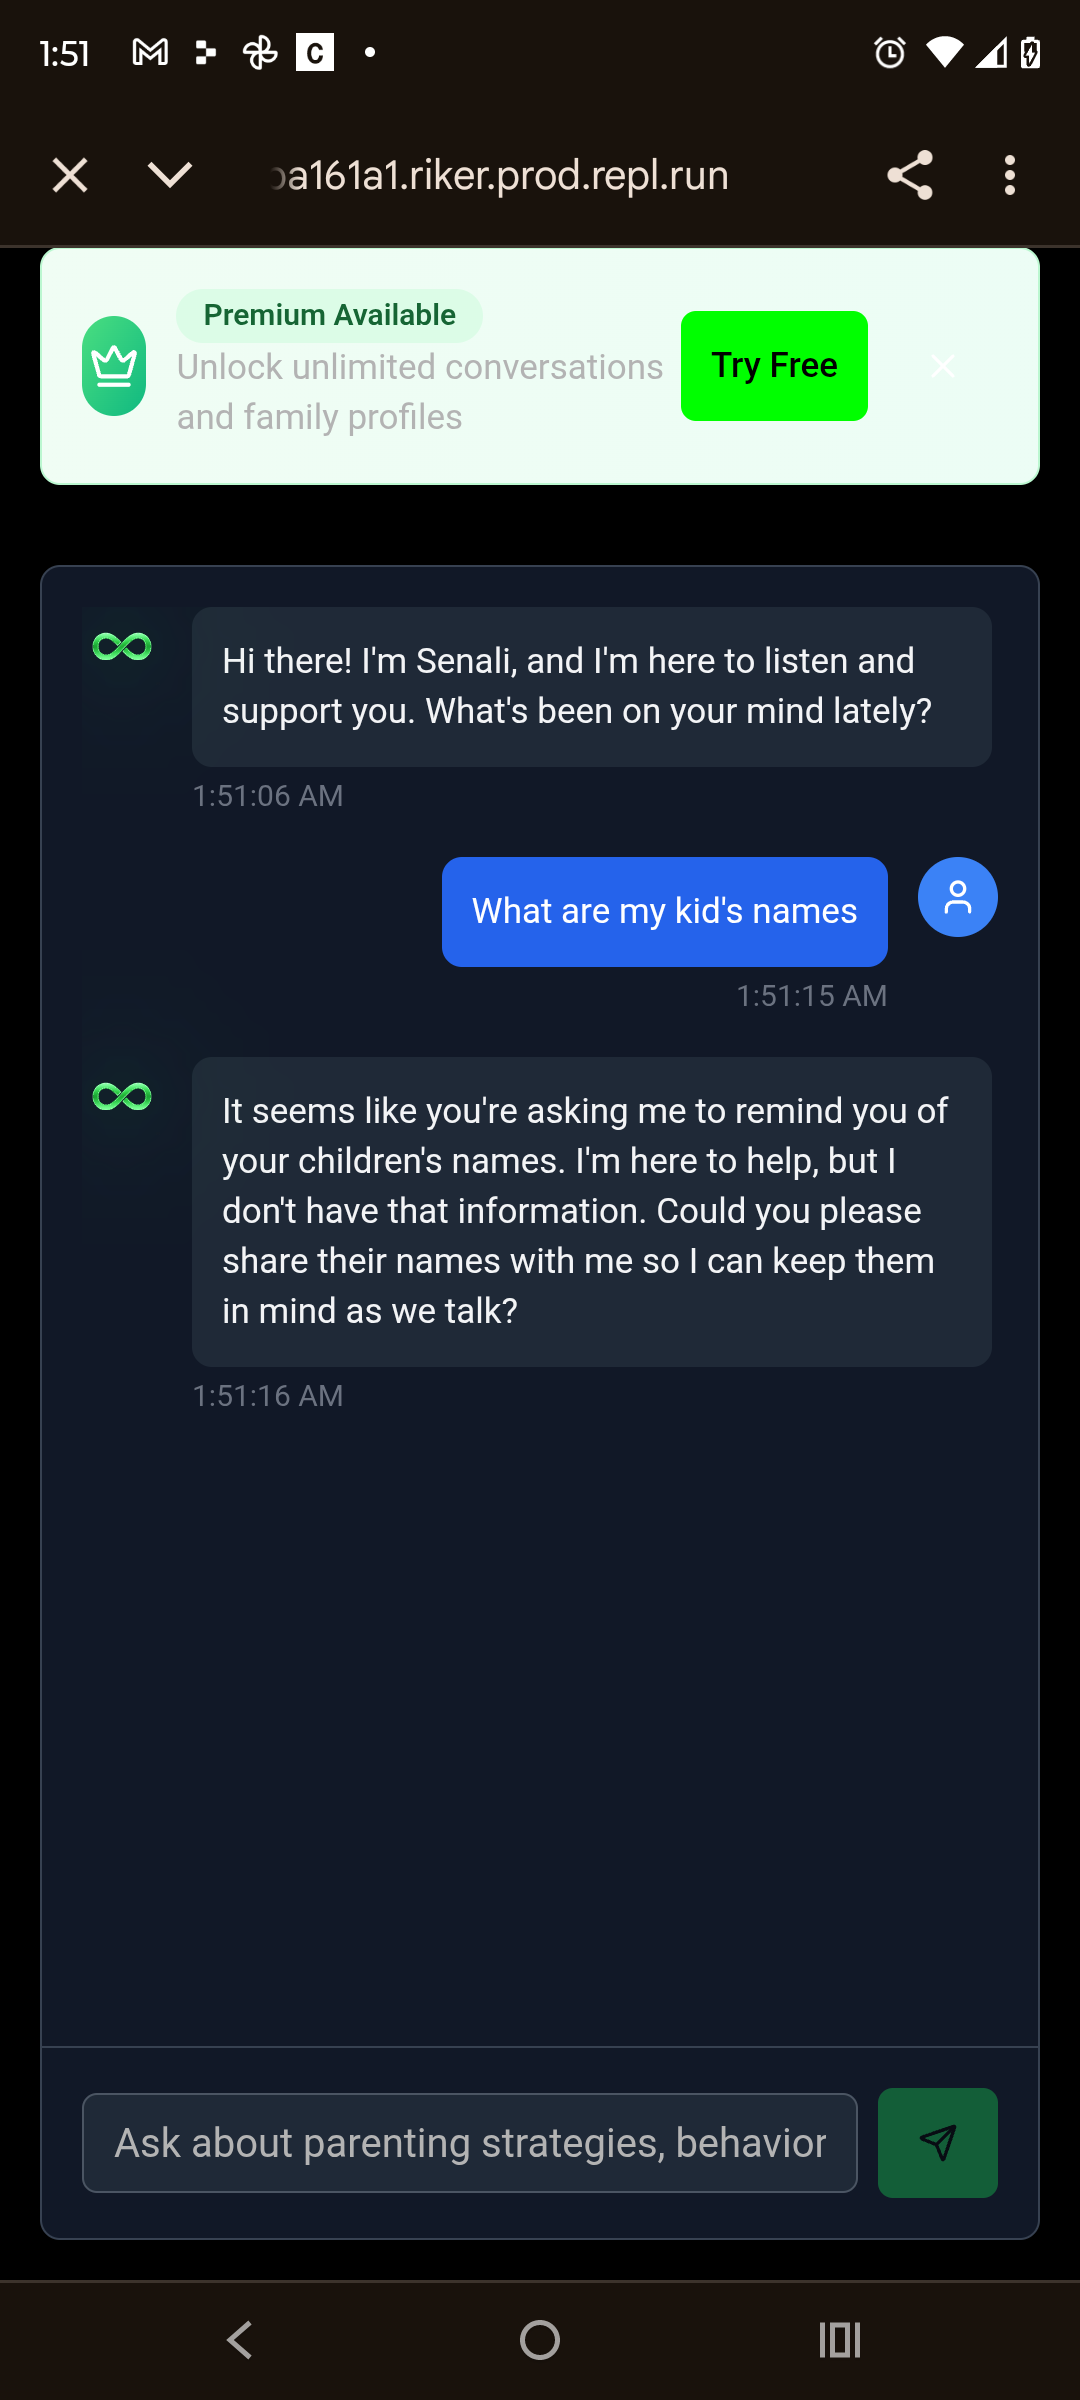 1:51
C
a161a1.riker.prod.repl.run
Premium Available
Unlock unlimited conversations
and family profiles
Try Free
Hi there! I'm Senali, and I'm here to listen and
support you. What's been on your mind lately?
1:51:06 AM
What are my kid's names
1:51:15 AM
It seems like you're asking me to remind you of
your children's names. I'm here to help, but I
don't have that information. Could you please
share their names with me so I can keep them
in mind as we talk?
1:51:16 AM
Ask about parenting strategies, behavior